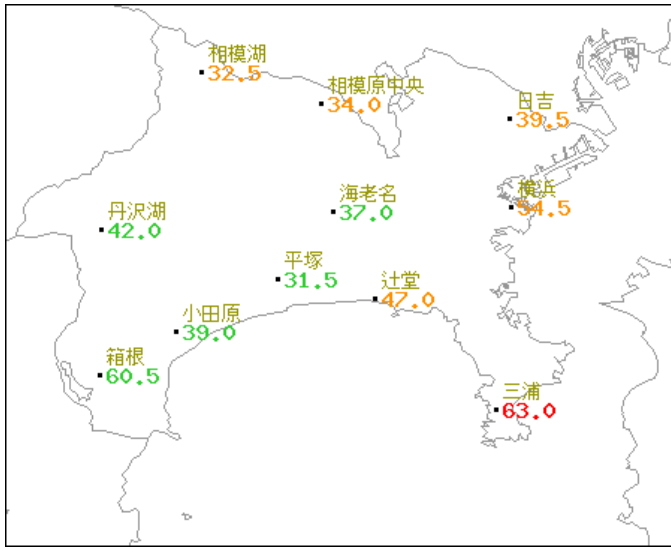 相模湖
32.5
相模原中央
34.0
日吉
39.5
丹沢湖
42.0
海老名
37.0
横浜
54.5
平塚
31.5
辻堂
47.0
小田原
39.0
箱根
60.5
三浦
63.0